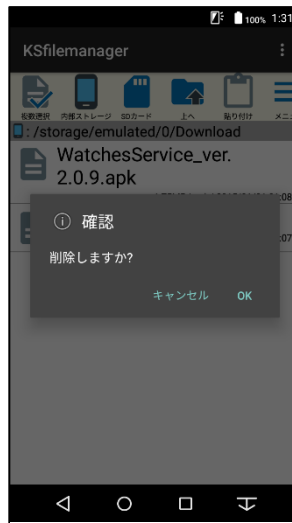 100% 1:31
KSfilemanager
複数選択 内部ストレージ SDカード 上へ 貼り付け メニ
: /storage/emulated/0/Download
WatchesService_ver.
2.0.9.apk
:08
確認
削除しますか?
:07
キャンセル OK